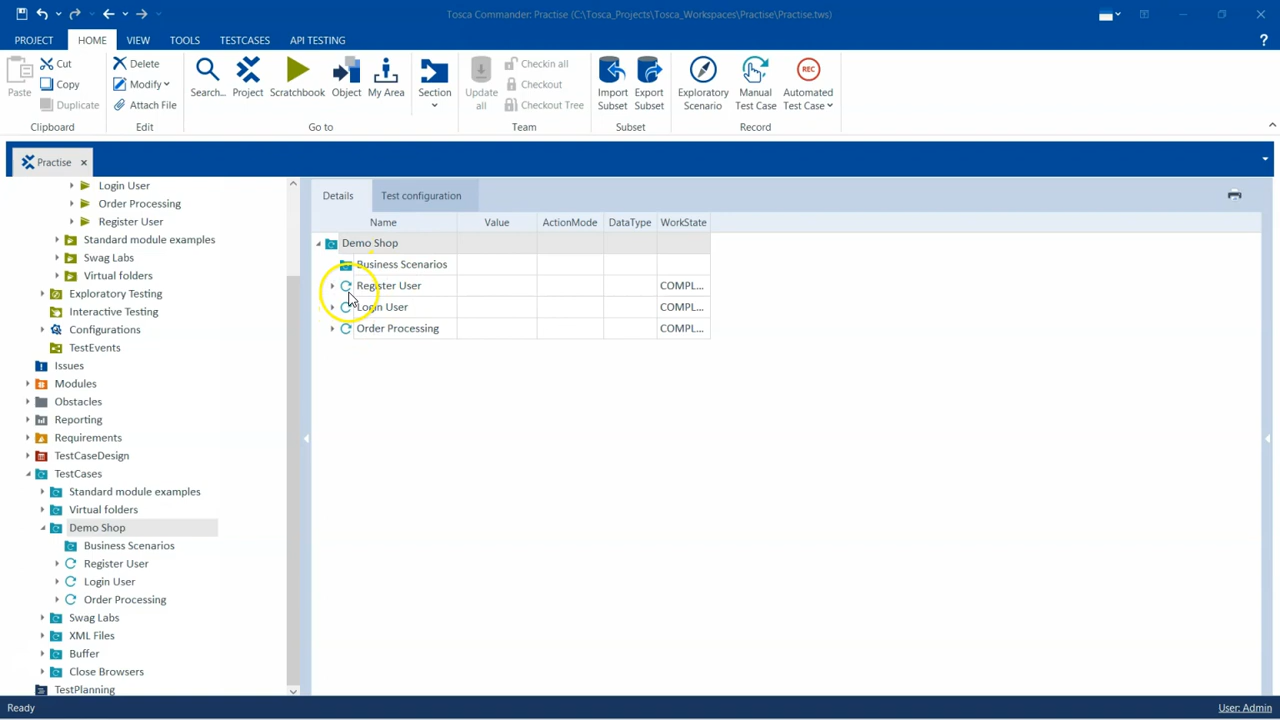 Tosca Commander: Practise (C:\Tosca_Projects\Tosca_Workspaces\Practise\Practise.tws)
PROJECT HOME VIEW TOOLS TESTCASES API TESTING ?
Paste
Cut
Copy
Duplicate
Clipboard
Delete
Modify
Attach File
Edit
Search...
Project
Scratchbook
Object
My Area
Section
Go to
Update all
Checkin all
Checkout
Checkout Tree
Team
Import Subset
Export Subset
Subset
Exploratory Scenario
Manual Test Case
REC
Automated Test Case
Record
Practise
Login User
Order Processing
Register User
Standard module examples
Swag Labs
Virtual folders
Exploratory Testing
Interactive Testing
Configurations
TestEvents
Issues
Modules
Obstacles
Reporting
Requirements
TestCaseDesign
TestCases
Standard module examples
Virtual folders
Demo Shop
Business Scenarios
Register User
Login User
Order Processing
Swag Labs
XML Files
Buffer
Close Browsers
TestPlanning
Details Test configuration
Name Value ActionMode DataType WorkState
Demo Shop
Business Scenarios
Register User COMPL...
Login User COMPL...
Order Processing COMPL...
Ready User: Admin